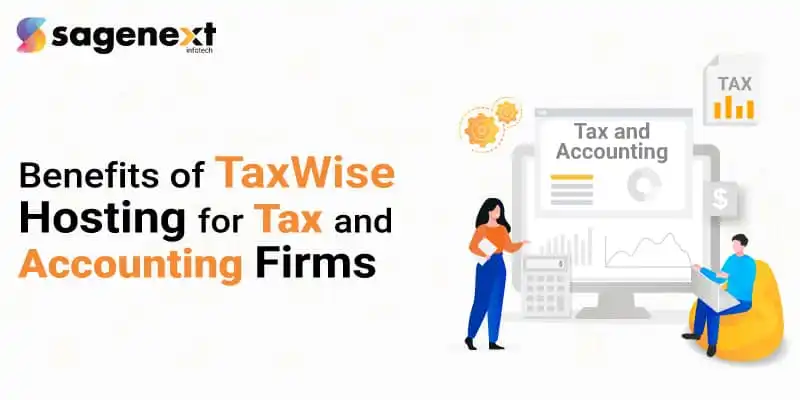 sagenext
infotech
Benefits of TaxWise
Hosting for Tax and
Accounting Firms
Tax and
Accounting
TAX
$